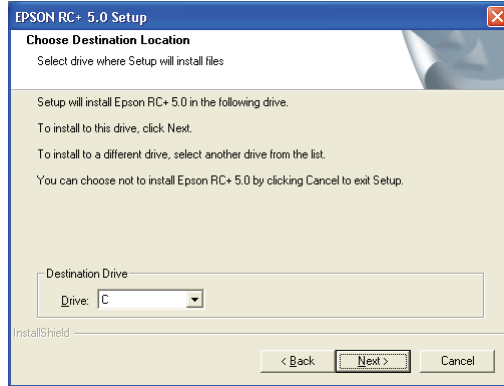 EPSON RC+ 5.0 Setup
Choose Destination Location
Select drive where Setup will install files
Setup will install Epson RC+ 5.0 in the following drive.
To install to this drive, click Next.
To install to a different drive, select another drive from the list.
You can choose not to install Epson RC+ 5.0 by clicking Cancel to exit Setup.
Destination Drive
Drive: C
InstallShield
< Back Next > Cancel